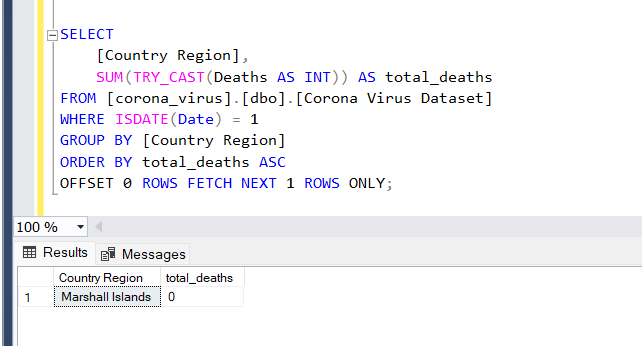 SELECT
[Country Region],
SUM(TRY_CAST(Deaths AS INT)) AS total_deaths
FROM [corona_virus].[dbo].[Corona Virus Dataset]
WHERE ISDATE(Date) = 1
GROUP BY [Country Region]
ORDER BY total_deaths ASC
OFFSET 0 ROWS FETCH NEXT 1 ROWS ONLY;
100 %
Results Messages
Country Region total_deaths
1 Marshall Islands 0